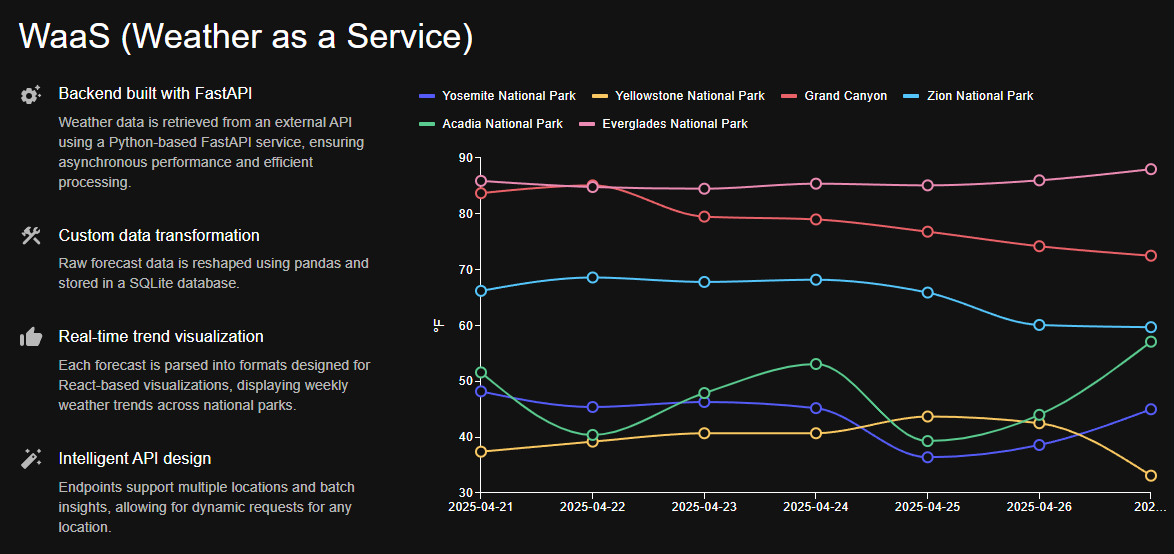 WaaS (Weather as a Service)
Backend built with FastAPI
Weather data is retrieved from an external API
using a Python-based FastAPI service, ensuring
asynchronous performance and efficient
processing.
Custom data transformation
Raw forecast data is reshaped using pandas and
stored in a SQLite database.
Real-time trend visualization
Each forecast is parsed into formats designed for
React-based visualizations, displaying weekly
weather trends across national parks.
Intelligent API design
Endpoints support multiple locations and batch
insights, allowing for dynamic requests for any
location.
Yosemite National Park Yellowstone National Park Grand Canyon Zion National Park
Acadia National Park Everglades National Park
90
80
70
60
50
40
30
°F
2025-04-21 2025-04-22 2025-04-23 2025-04-24 2025-04-25 2025-04-26 202...